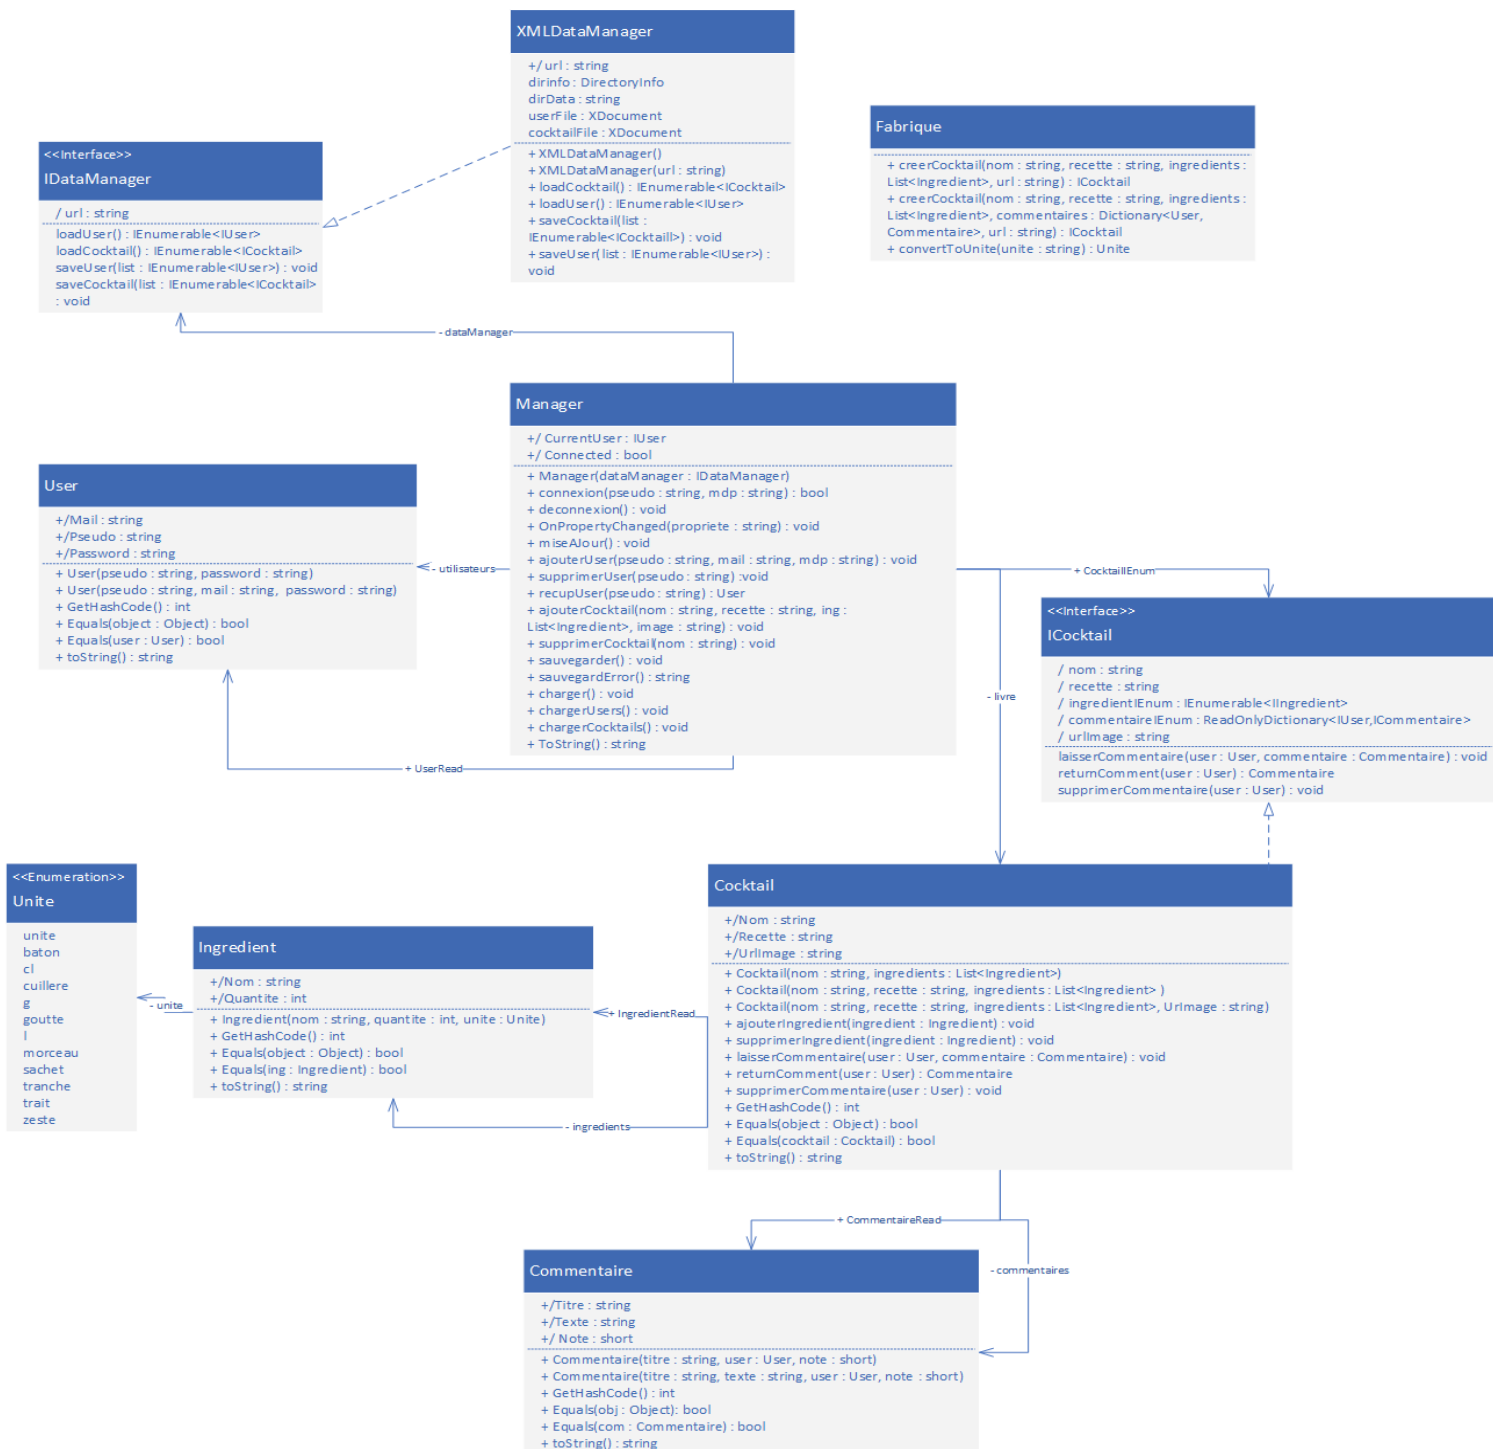 XMLDataManager
+/ url : string
dirinfo : DirectoryInfo
dirData : string
userFile : XDocument
cocktailFile : XDocument
+ XMLDataManager()
+ XMLDataManager(url : string)
+ loadCocktail() : IEnumerable<ICocktail>
+ loadUser() : IEnumerable<IUser>
+ saveCocktail(list :
IEnumerable<ICocktaill>) : void
+ saveUser(list : IEnumerable<IUser>) :
void
Fabrique
+ creerCocktail(nom : string, recette : string, ingredients :
List<Ingredient>, url : string) : ICocktail
+ creerCocktail(nom : string, recette : string, ingredients :
List<Ingredient>, commentaires : Dictionary<User,
Commentaire>, url : string) : ICocktail
+ convertToUnite(unite : string) : Unite
<<Interface>>
IDataManager
/ url : string
loadUser() : IEnumerable<IUser>
loadCocktail() : IEnumerable<ICocktail>
saveUser(list : IEnumerable<IUser>) : void
saveCocktail(list : IEnumerable<ICocktail>
: void
- dataManager
Manager
+/ CurrentUser : IUser
+/ Connected : bool
+ Manager(dataManager : IDataManager)
+ connexion(pseudo : string, mdp : string) : bool
+ deconnexion() : void
+ OnPropertyChanged(propriete : string) : void
+ miseAJour() : void
+ ajouterUser(pseudo : string, mail : string, mdp : string) : void
+ supprimerUser(pseudo : string) :void
+ recupUser(pseudo : string) : User
+ ajouterCocktail(nom : string, recette : string, ing :
List<Ingredient>, image : string) : void
+ supprimerCocktail(nom : string) : void
+ sauvegarder() : void
+ sauvegardError() : string
+ charger() : void
+ chargerUsers() : void
+ chargerCocktails() : void
+ ToString() : string
User
+/Mail : string
+/Pseudo : string
+/Password : string
+ User(pseudo : string, password : string)
+ User(pseudo : string, mail : string, password : string)
+ GetHashCode() : int
+ Equals(object : Object) : bool
+ Equals(user : User) : bool
+ toString() : string
- utilisateurs
+ UserRead
+ CocktaillEnum
- livre
<<Interface>>
ICocktail
/ nom : string
/ recette : string
/ ingredientIEnum : IEnumerable<IIngredient>
/ commentaireIEnum : ReadOnlyDictionary<IUser,ICommentaire>
/ urlImage : string
laisserCommentaire(user : User, commentaire : Commentaire) : void
returnComment(user : User) : Commentaire
supprimerCommentaire(user : User) : void
<<Enumeration>>
Unite
unite
baton
cl
cuillere
g
goutte
l
morceau
sachet
tranche
trait
zeste
- unite
Ingredient
+/Nom : string
+/Quantite : int
+ Ingredient(nom : string, quantite : int, unite : Unite)
+ GetHashCode() : int
+ Equals(object : Object) : bool
+ Equals(ing : Ingredient) : bool
+ toString() : string
+ IngredientRead
- ingredients
Cocktail
+/Nom : string
+/Recette : string
+/UrlImage : string
+ Cocktail(nom : string, ingredients : List<Ingredient>)
+ Cocktail(nom : string, recette : string, ingredients : List<Ingredient> )
+ Cocktail(nom : string, recette : string, ingredients : List<Ingredient>, UrlImage : string)
+ ajouterIngredient(ingredient : Ingredient) : void
+ supprimerIngredient(ingredient : Ingredient) : void
+ laisserCommentaire(user : User, commentaire : Commentaire) : void
+ returnComment(user : User) : Commentaire
+ supprimerCommentaire(user : User) : void
+ GetHashCode() : int
+ Equals(object : Object) : bool
+ Equals(cocktail : Cocktail) : bool
+ toString() : string
+ CommentaireRead
- commentaires
Commentaire
+/Titre : string
+/Texte : string
+/ Note : short
+ Commentaire(titre : string, user : User, note : short)
+ Commentaire(titre : string, texte : string, user : User, note : short)
+ GetHashCode() : int
+ Equals(obj : Object): bool
+ Equals(com : Commentaire) : bool
+ toString() : string